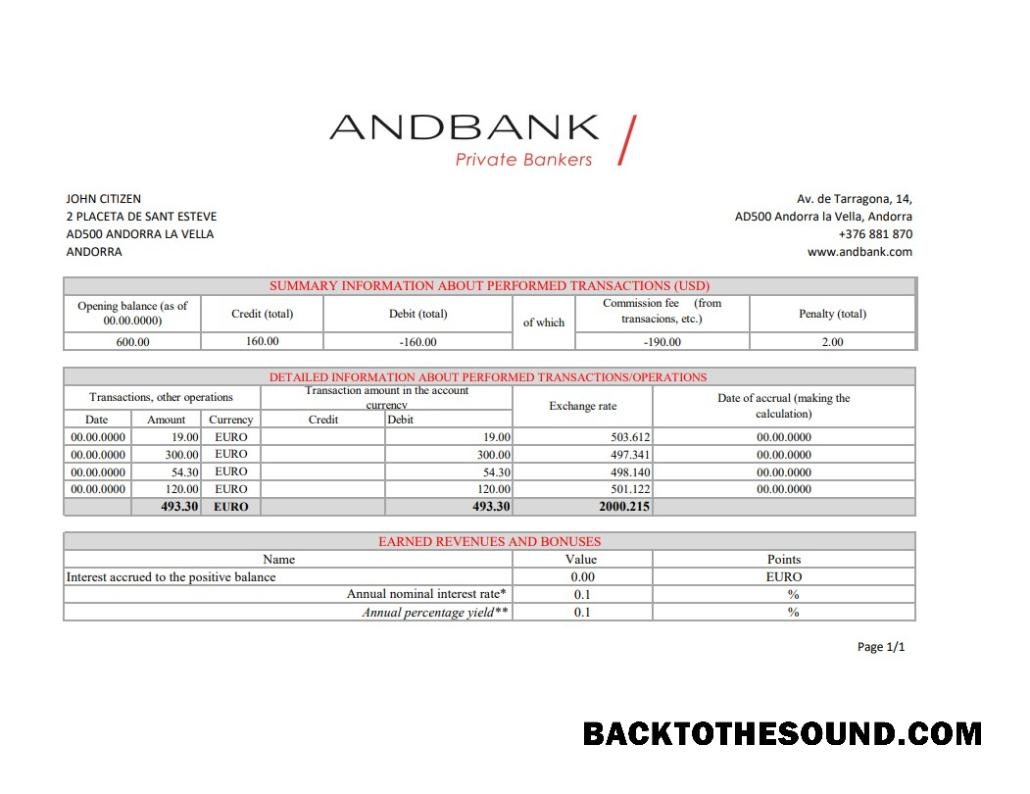 ANDBANK
Private Bankers
JOHN CITIZEN
2 PLACETA DE SANT ESTEVE
AD500 ANDORRA LA VELLA
ANDORRA
Av. de Tarragona, 14,
AD500 Andorra la Vella, Andorra
+376 881 870
www.andbank.com
SUMMARY INFORMATION ABOUT PERFORMED TRANSACTIONS (USD)
Opening balance (as of
00.00.0000)
Credit (total)
Debit (total)
of which
Commission fee (from
transacions, etc.)
Penalty (total)
600.00 160.00 -160.00 -190.00 2.00
DETAILED INFORMATION ABOUT PERFORMED TRANSACTIONS/OPERATIONS
Transactions, other operations
Transaction amount in the account
currency
Exchange rate
Date of accrual (making the
calculation)
Date Amount Currency Credit Debit
00.00.0000 19.00 EURO 19.00 503.612 00.00.0000
00.00.0000 300.00 EURO 300.00 497.341 00.00.0000
00.00.0000 54.30 EURO 54.30 498.140 00.00.0000
00.00.0000 120.00 EURO 120.00 501.122 00.00.0000
493.30 EURO 493.30 2000.215
EARNED REVENUES AND BONUSES
Name Value Points
Interest accrued to the positive balance 0.00 EURO
Annual nominal interest rate* 0.1 %
Annual percentage yield** 0.1 %
Page 1/1
BACKTOTHESOUND.COM